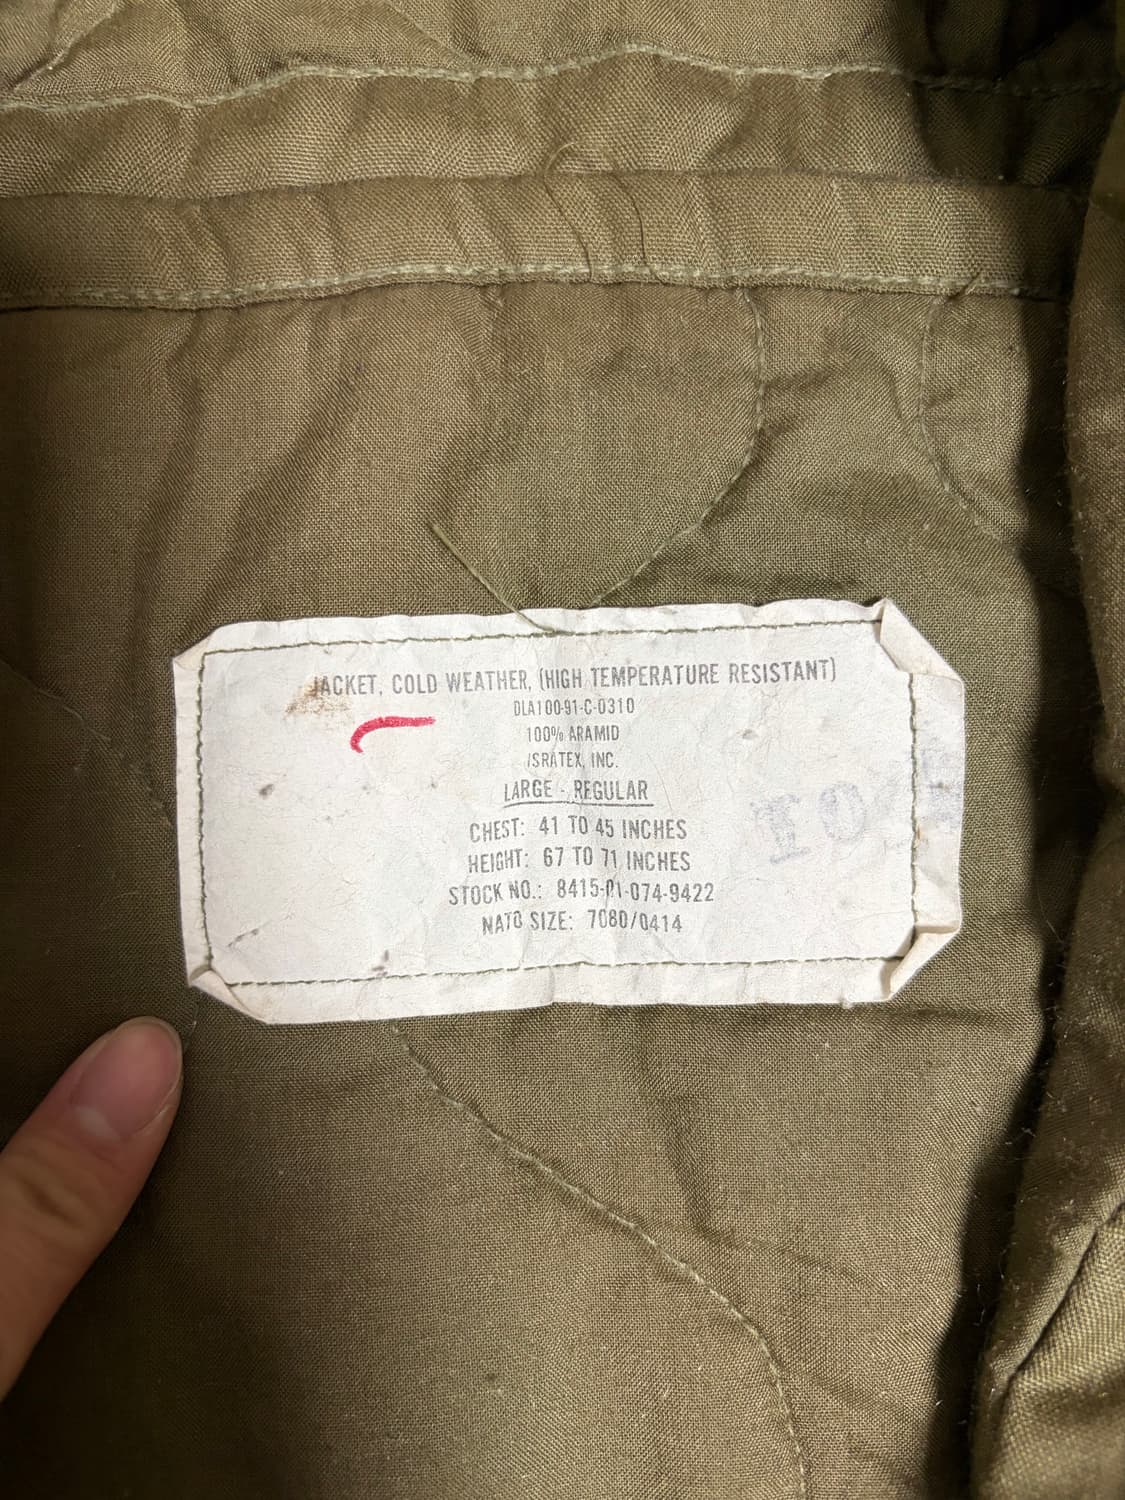 JACKET, COLD WEATHER, (HIGH TEMPERATURE RESISTANT)
DLA100-91-C-0310
100% ARAMID
ISRATEX, INC.
LARGE - REGULAR
CHEST: 41 TO 45 INCHES
HEIGHT: 67 TO 71 INCHES
STOCK NO.: 8415-01-074-9422
NATO SIZE: 7080/0414